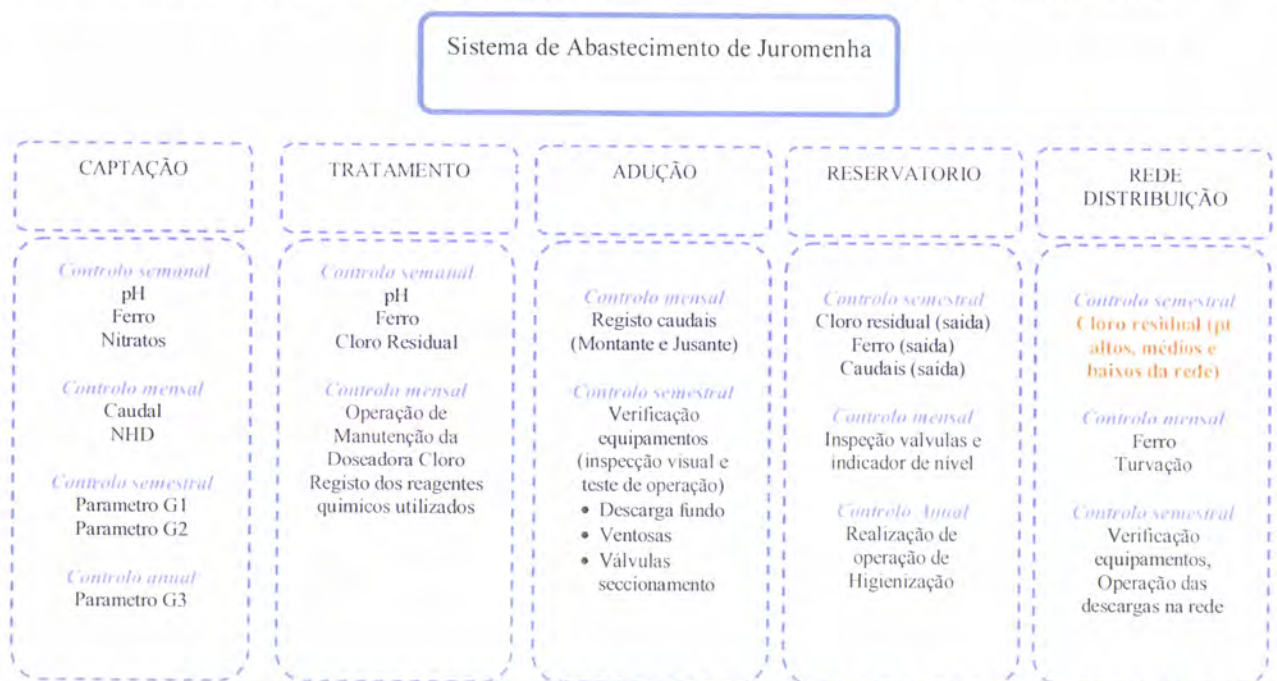 Sistema de Abastecimento de Juromenha
CAPTAÇÃO
Controlo semanal
pH
Ferro
Nitratos
Controlo mensal
Caudal
NHD
Controlo semestral
Parametro G1
Parametro G2
Controlo anual
Parametro G3
TRATAMENTO
Controlo semanal
pH
Ferro
Cloro Residual
Controlo mensal
Operação de
Manutenção da
Doseadora Cloro
Registo dos reagentes
quimicos utilizados
ADUÇÃO
Controlo mensal
Registo caudais
(Montante e Jusante)
Controlo semestral
Verificação
equipamentos
(inspecção visual e
teste de operação)
• Descarga fundo
• Ventosas
• Válvulas
seccionamento
RESERVATORIO
Controlo semestral
Cloro residual (saida)
Ferro (saida)
Caudais (saida)
Controlo mensal
Inspeção valvulas e
indicador de nível
Controlo Anual
Realização de
operação de
Higienização
REDE
DISTRIBUIÇÃO
Controlo semestral
Cloro residual (pt
altos, médios e
baixos da rede)
Controlo mensal
Ferro
Turvação
Controlo semestral
Verificação
equipamentos,
Operação das
descargas na rede